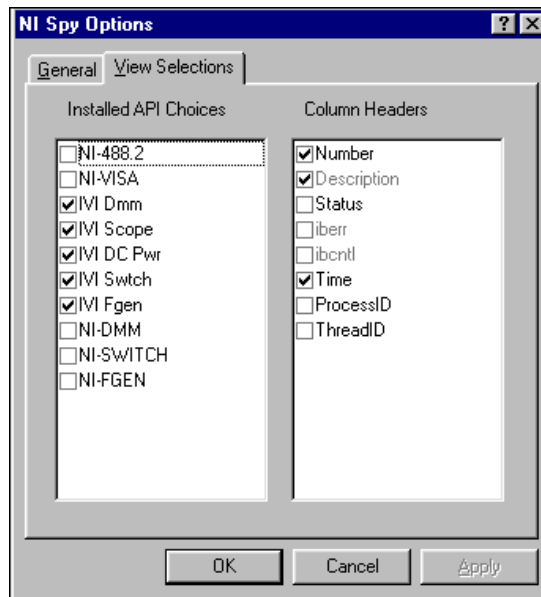 NI Spy Options
General
View Selections
Installed API Choices
NI-488.2
NI-VISA
IVI Dmm
IVI Scope
IVI DC Pwr
IVI Swtch
IVI Fgen
NI-DMM
NI-SWITCH
NI-FGEN
Column Headers
Number
Description
Status
iberr
ibcntl
Time
ProcessID
ThreadID
OK
Cancel
Apply